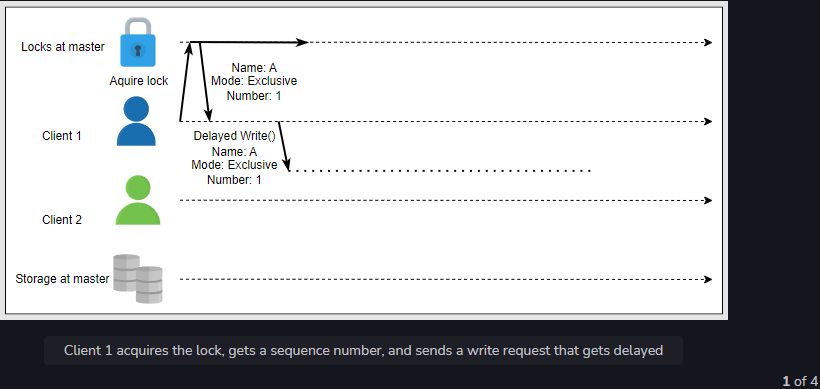 Locks at master
Aquire lock
Name: A
Mode: Exclusive
Number: 1
Client 1
Delayed Write()
Name: A
Mode: Exclusive
Number: 1
Client 2
Storage at master
Client 1 acquires the lock, gets a sequence number, and sends a write request that gets delayed
1 of 4